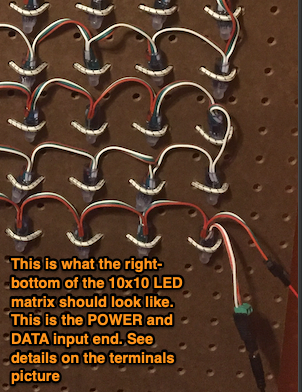 This is what the right-
bottom of the 10x10 LED
matrix should look like.
This is the POWER and
DATA input end. See
details on the terminals
picture